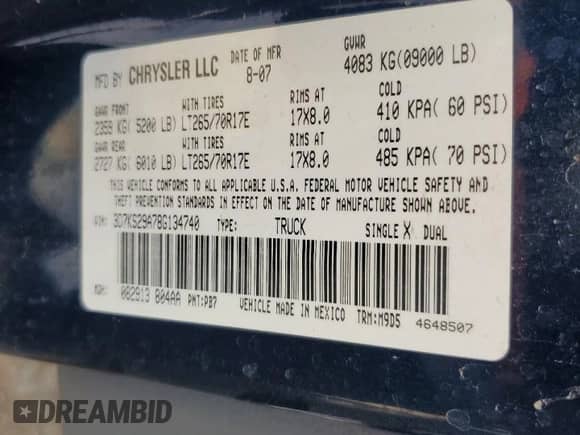 MFD BY CHRYSLER LLC DATE OF MFR 8-07 GVWR 4083 KG(09000 LB)
GAWR FRONT WITH TIRES RIMS AT COLD
2359 KG( 5200 LB) LT265/70R17E 17X8.0 410 KPA( 60 PSI)
GAWR REAR WITH TIRES RIMS AT COLD
2727 KG( 6010 LB) LT265/70R17E 17X8.0 485 KPA( 70 PSI)
THIS VEHICLE CONFORMS TO ALL APPLICABLE U.S.A. FEDERAL MOTOR VEHICLE SAFETY AND
THEFT PREVENTION STANDARDS IN EFFECT ON THE DATE OF MANUFACTURE SHOWN ABOVE.
VIN: 3D7KS29A78G134740 TYPE: TRUCK SINGLE X DUAL
MDH: 082913 804AA PNT:PB7 VEHICLE MADE IN MEXICO TRM:M9D5 4648507
DREAMBID